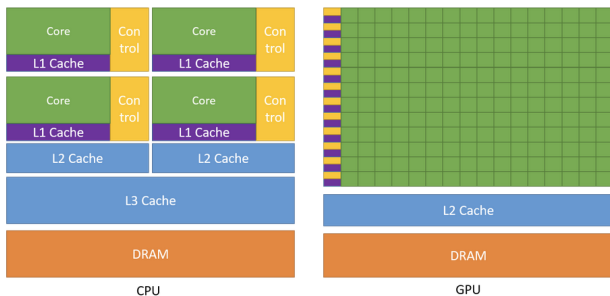 Core
Con
trol
L1 Cache
Core
Con
trol
L1 Cache
Core
Con
trol
L1 Cache
Core
Con
trol
L1 Cache
L2 Cache
L2 Cache
L3 Cache
DRAM
CPU
L2 Cache
DRAM
GPU